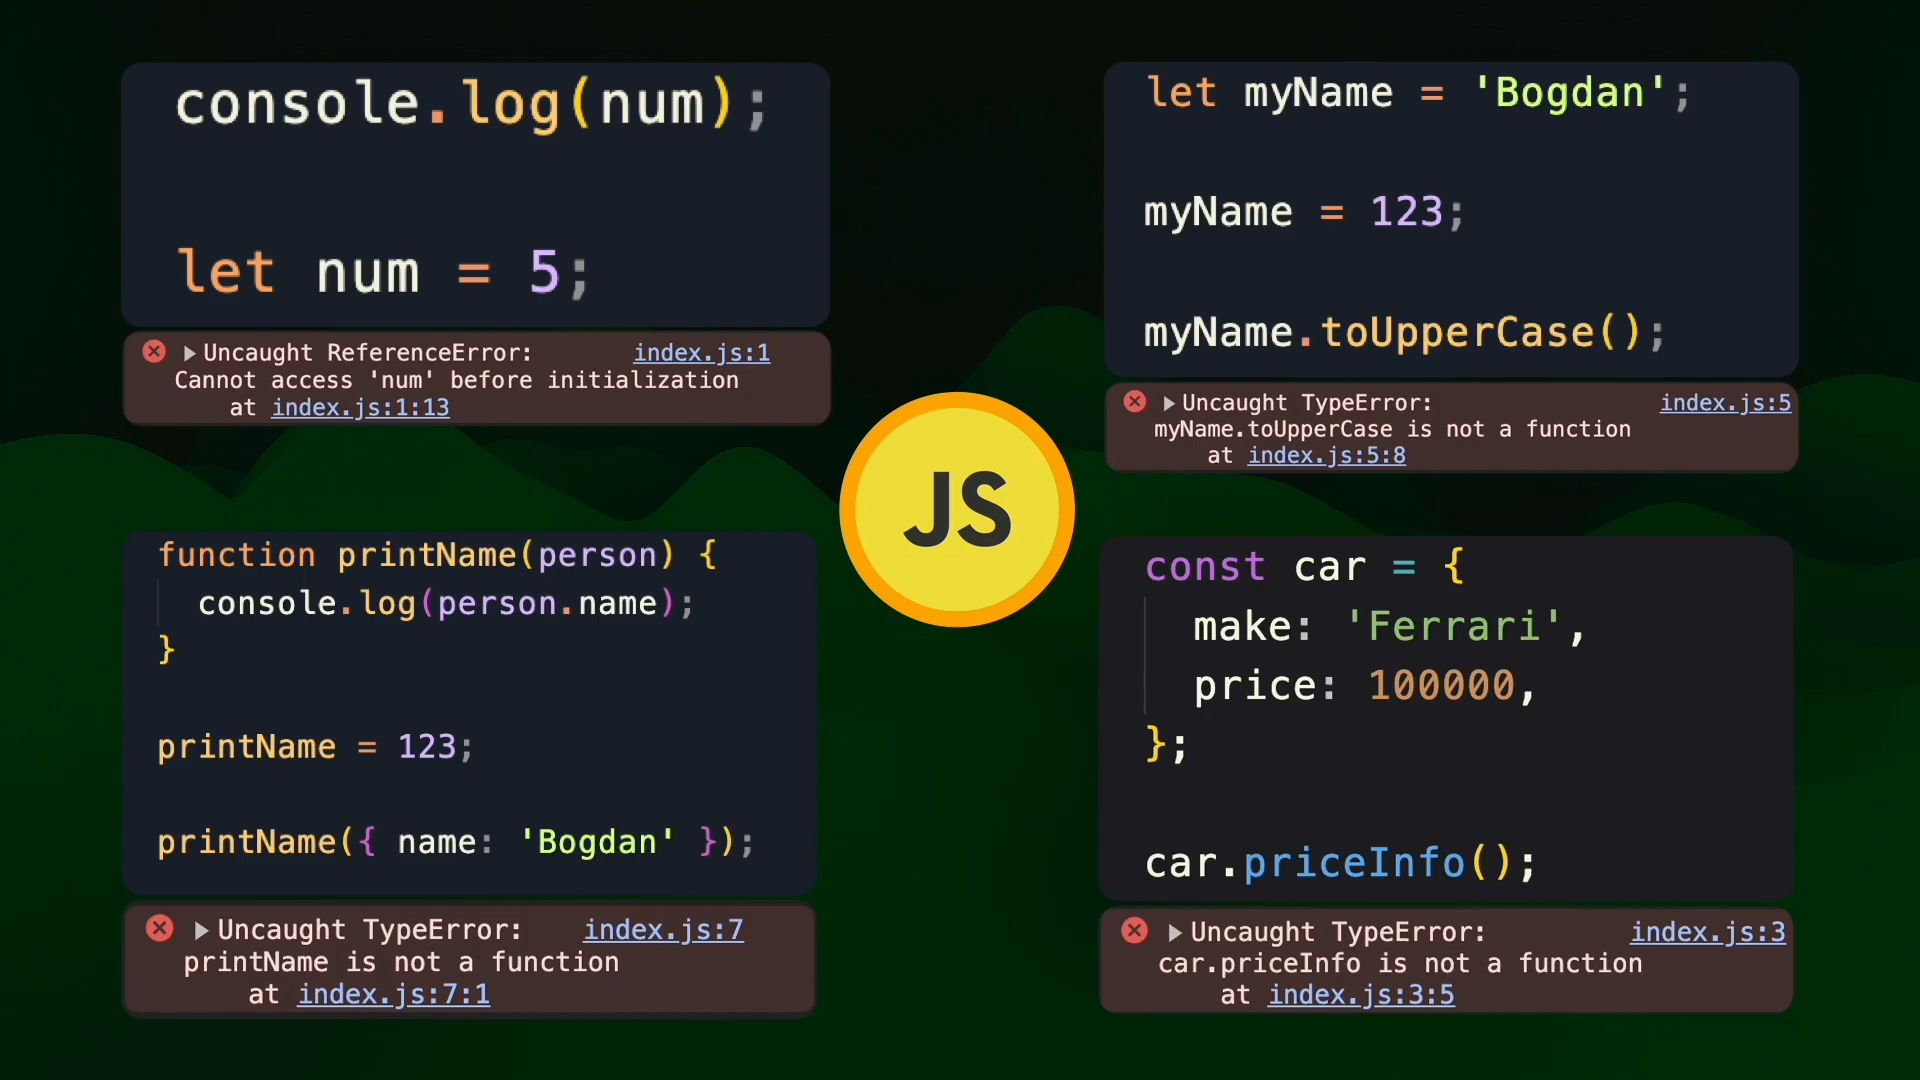 console.log(num);
let num = 5;
Uncaught ReferenceError: index.js:1
Cannot access 'num' before initialization
at index.js:1:13
let myName = 'Bogdan';
myName = 123;
myName.toUpperCase();
Uncaught TypeError: index.js:5
myName.toUpperCase is not a function
at index.js:5:8
JS
function printName(person) {
console.log(person.name);
}
printName = 123;
printName({ name: 'Bogdan' });
Uncaught TypeError: index.js:7
printName is not a function
at index.js:7:1
const car = {
make: 'Ferrari',
price: 100000,
};
car.priceInfo();
Uncaught TypeError: index.js:3
car.priceInfo is not a function
at index.js:3:5